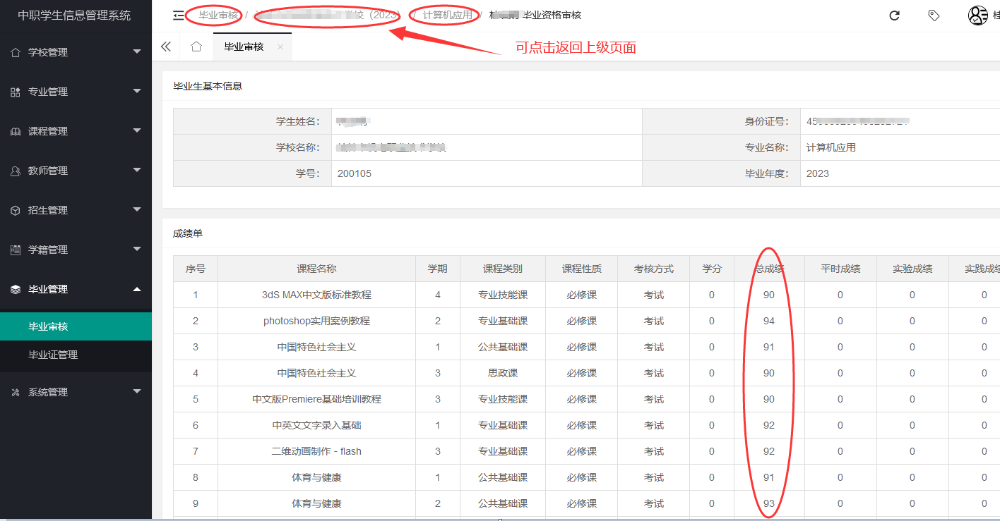 中职学生信息管理系统
毕业审核 / 学校（2023） / 计算机应用 / 毕业资格审核
毕业审核
可点击返回上级页面
学校管理
专业管理
课程管理
教师管理
招生管理
学籍管理
毕业管理
毕业审核
毕业证管理
系统管理
毕业生基本信息
学生姓名： 身份证号：
学校名称： 专业名称： 计算机应用
学号： 200105 毕业年度： 2023
成绩单
序号 课程名称 学期 课程类别 课程性质 考核方式 学分 总成绩 平时成绩 实验成绩 实践成绩
1 3dS MAX中文版标准教程 4 专业技能课 必修课 考试 0 90 0 0 0
2 photoshop实用案例教程 2 专业基础课 必修课 考试 0 94 0 0 0
3 中国特色社会主义 1 公共基础课 必修课 考试 0 91 0 0 0
4 中国特色社会主义 3 思政课 必修课 考试 0 90 0 0 0
5 中文版Premiere基础培训教程 3 专业技能课 必修课 考试 0 90 0 0 0
6 中英文文字录入基础 1 专业基础课 必修课 考试 0 92 0 0 0
7 二维动画制作 - flash 3 专业基础课 必修课 考试 0 92 0 0 0
8 体育与健康 1 公共基础课 必修课 考试 0 91 0 0 0
9 体育与健康 2 公共基础课 必修课 考试 0 93 0 0 0